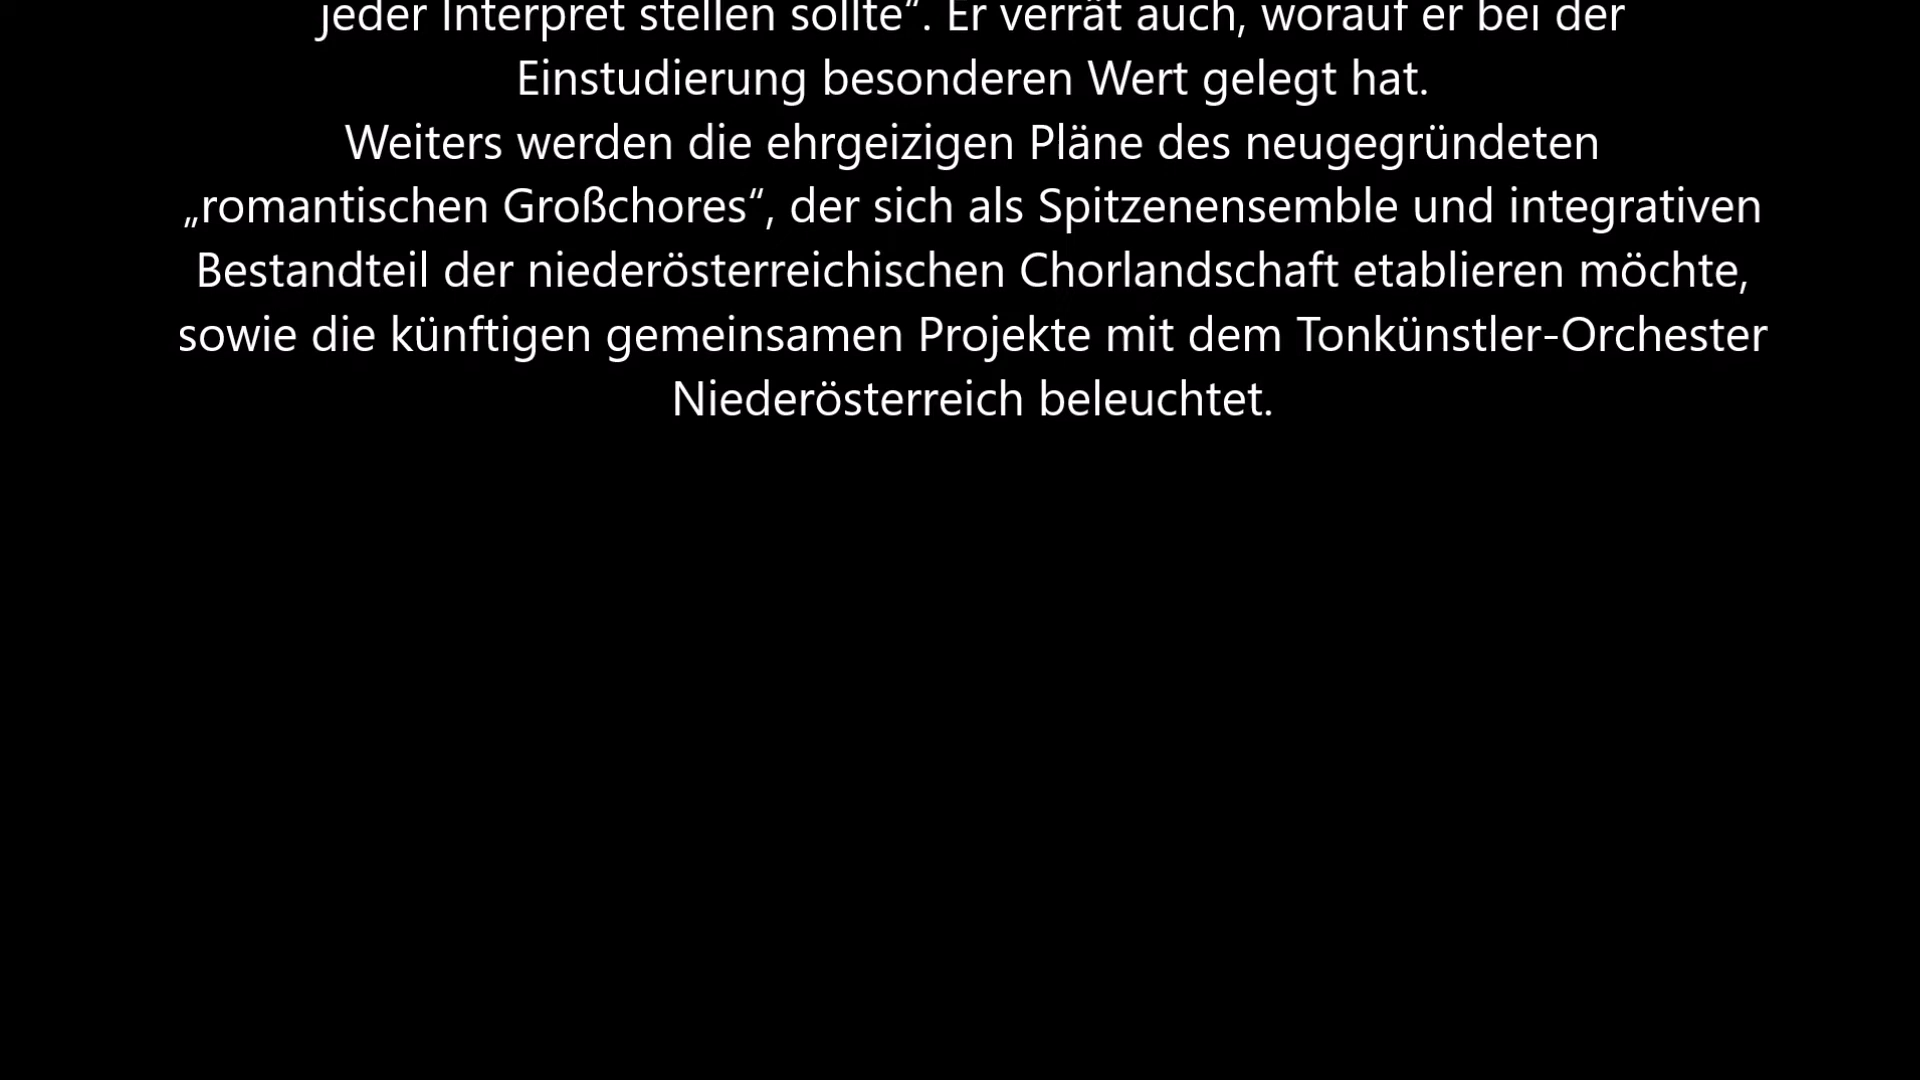 jeder Interpret stellen sollte“. Er verrät auch, worauf er bei der
Einstudierung besonderen Wert gelegt hat.
Weiters werden die ehrgeizigen Pläne des neugegründeten
„romantischen Großchores“, der sich als Spitzenensemble und integrativen
Bestandteil der niederösterreichischen Chorlandschaft etablieren möchte,
sowie die künftigen gemeinsamen Projekte mit dem Tonkünstler-Orchester
Niederösterreich beleuchtet.